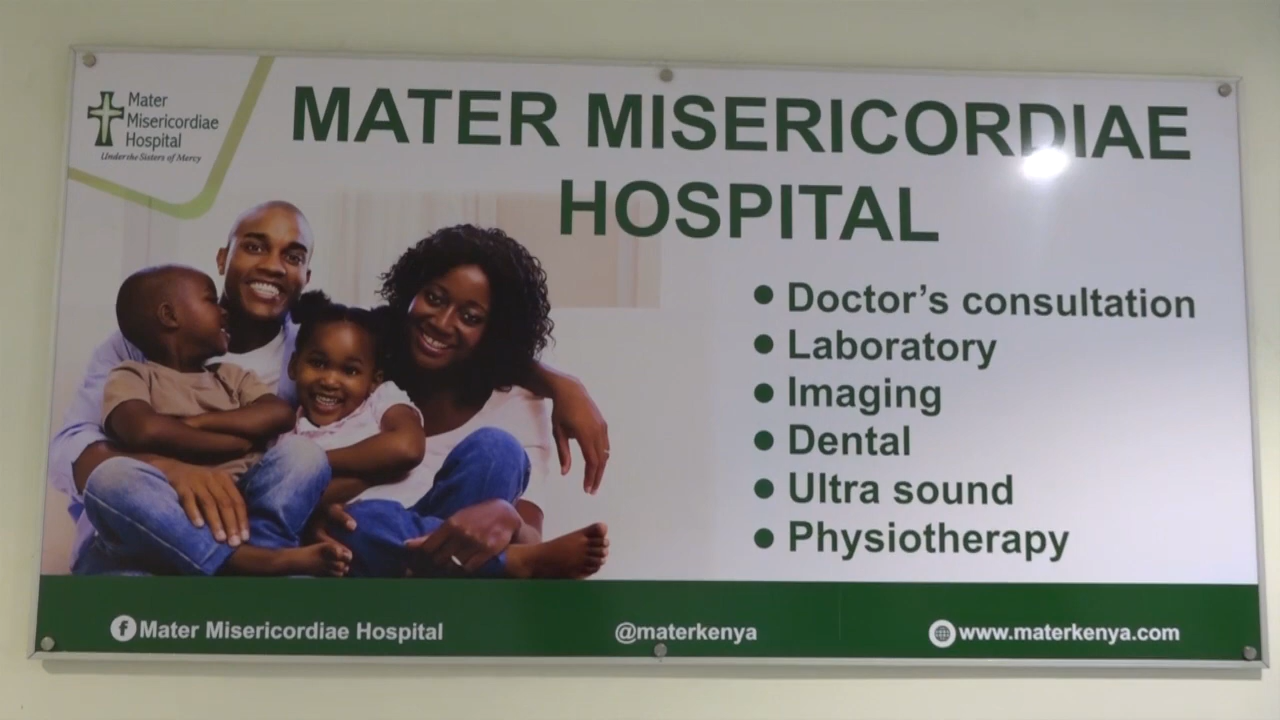 Mater
Misericordiae
Hospital
Under the Sisters of Mercy
MATER MISERICORDIAE
HOSPITAL
• Doctor's consultation
• Laboratory
• Imaging
• Dental
• Ultra sound
• Physiotherapy
Mater Misericordiae Hospital
@materkenya
www.materkenya.com